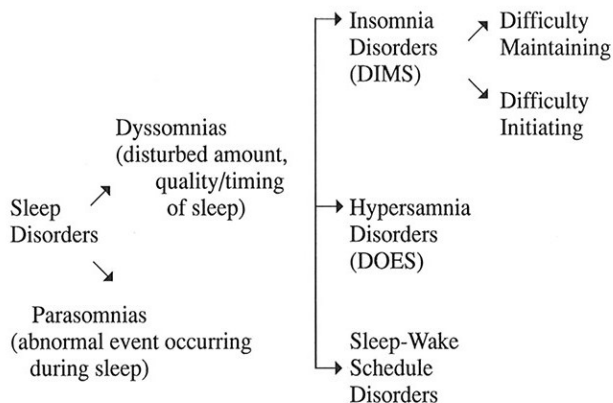 Sleep
Disorders
Dyssomnias
(disturbed amount,
quality/timing
of sleep)
Parasomnias
(abnormal event occurring
during sleep)
Insomnia
Disorders
(DIMS)
Difficulty
Maintaining
Difficulty
Initiating
Hypersamnia
Disorders
(DOES)
Sleep-Wake
Schedule
Disorders